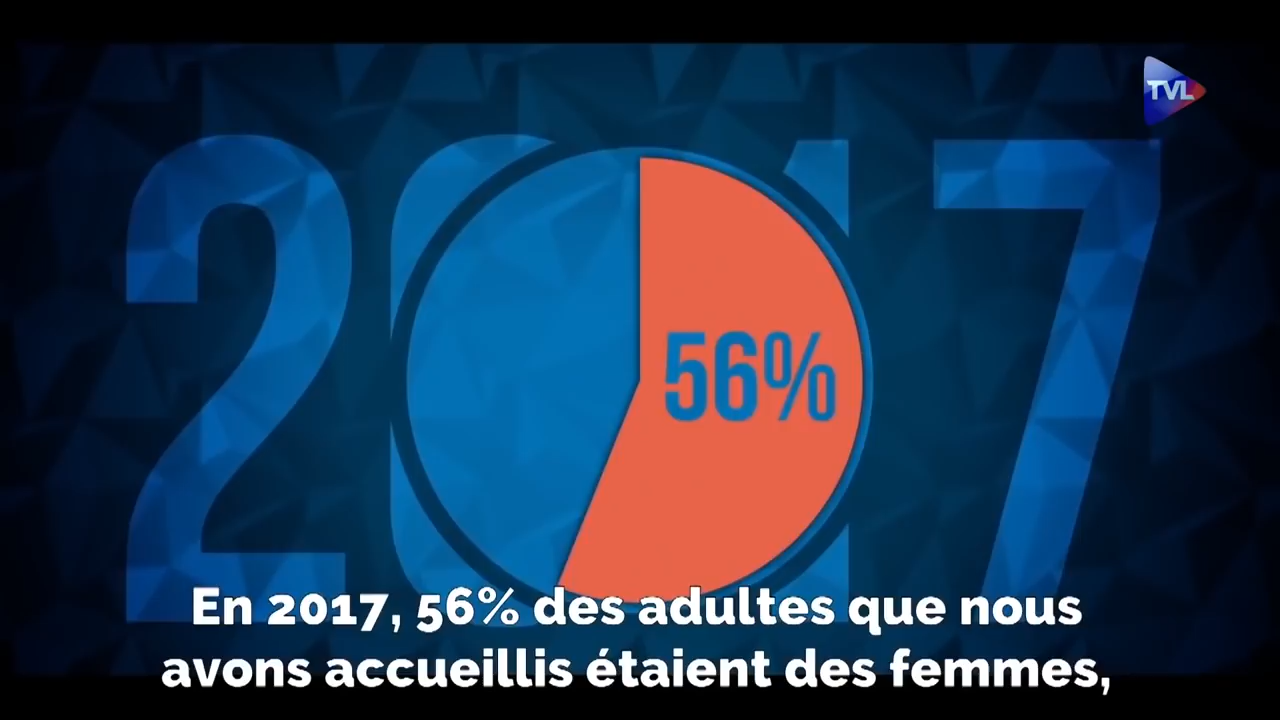 TVL
2017
56%
En 2017, 56% des adultes que nous
avons accueillis étaient des femmes,